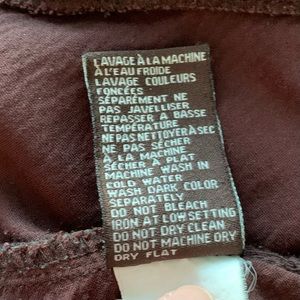 LAVAGE À LA MACHINE
À L'EAU FROIDE
LAVAGE COULEURS
FONCÉES
SÉPARÉMENT NE
PAS JAVELLISER
REPASSER A BASSE
TEMPÉRATURE
NE PAS NETTOYER À SEC
NE PAS SÉCHER
A LA MACHINE
SÉCHER À PLAT
MACHINE WASH IN
COLD WATER
WASH DARK COLOR
SEPARATELY
DO NOT BLEACH
IRON AT LOW SETTING
DO NOT DRY CLEAN
DO NOT MACHINE DRY
DRY FLAT